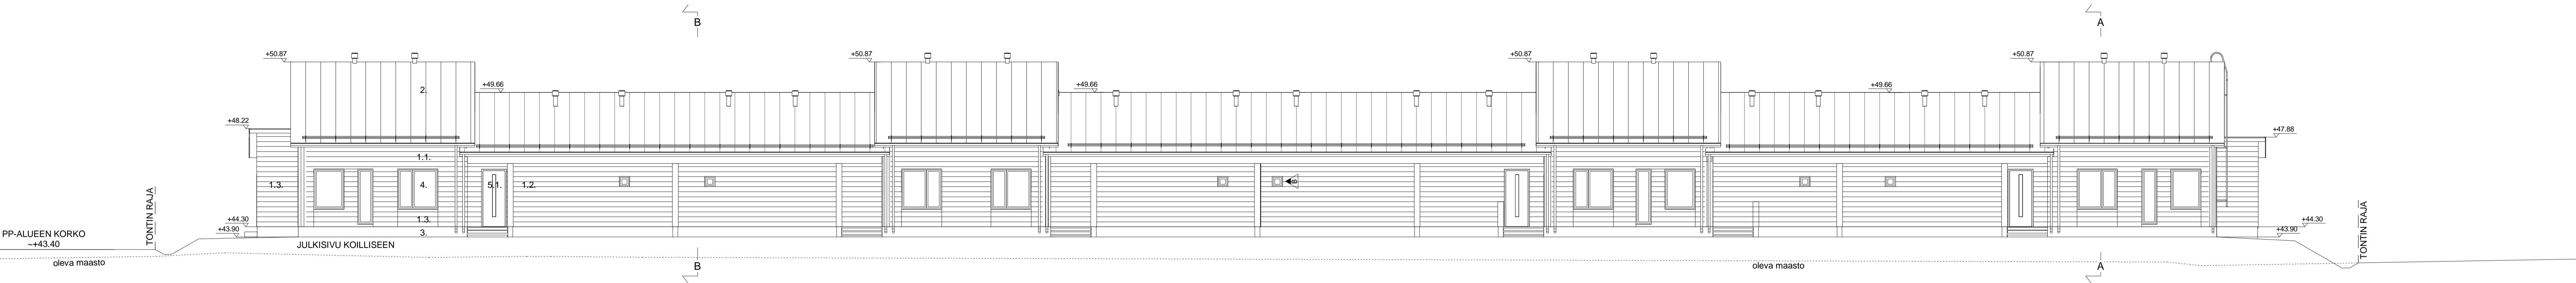 B
A
+50.87
+50.87
+50.87
+50.87
2.
+49.66
+49.66
+49.66
+48.22
+47.88
1.1.
1.3.
4.
5.1.
1.2.
B
TONTIN RAJA
TONTIN RAJA
+44.30
1.3.
+44.30
PP-ALUEEN KORKO
~+43.40
+43.90
3.
+43.90
JULKISIVU KOILLISEEN
oleva maasto
B
oleva maasto
A